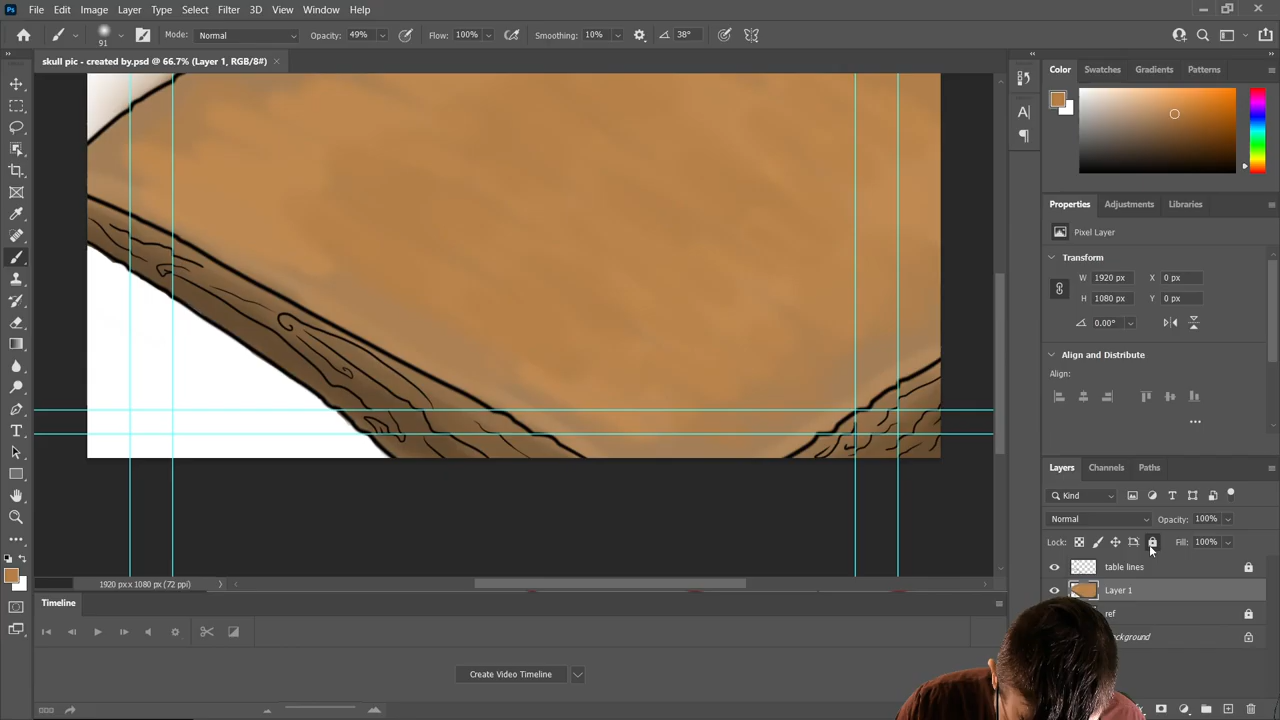 Ps File Edit Image Layer Type Select Filter 3D View Window Help
91 Mode: Normal Opacity: 49% Flow: 100% Smoothing: 10% 38°
skull pic - created by.psd @ 66.7% (Layer 1, RGB/8#)
Color Swatches Gradients Patterns
Properties Adjustments Libraries
Pixel Layer
Transform
W 1920 px X 0 px
H 1080 px Y 0 px
0.00°
Align and Distribute
Align:
Layers Channels Paths
Kind
Normal Opacity: 100%
Lock: Fill: 100%
table lines
Layer 1
ref
ackground
1920 px x 1080 px (72 ppi)
Timeline
Create Video Timeline